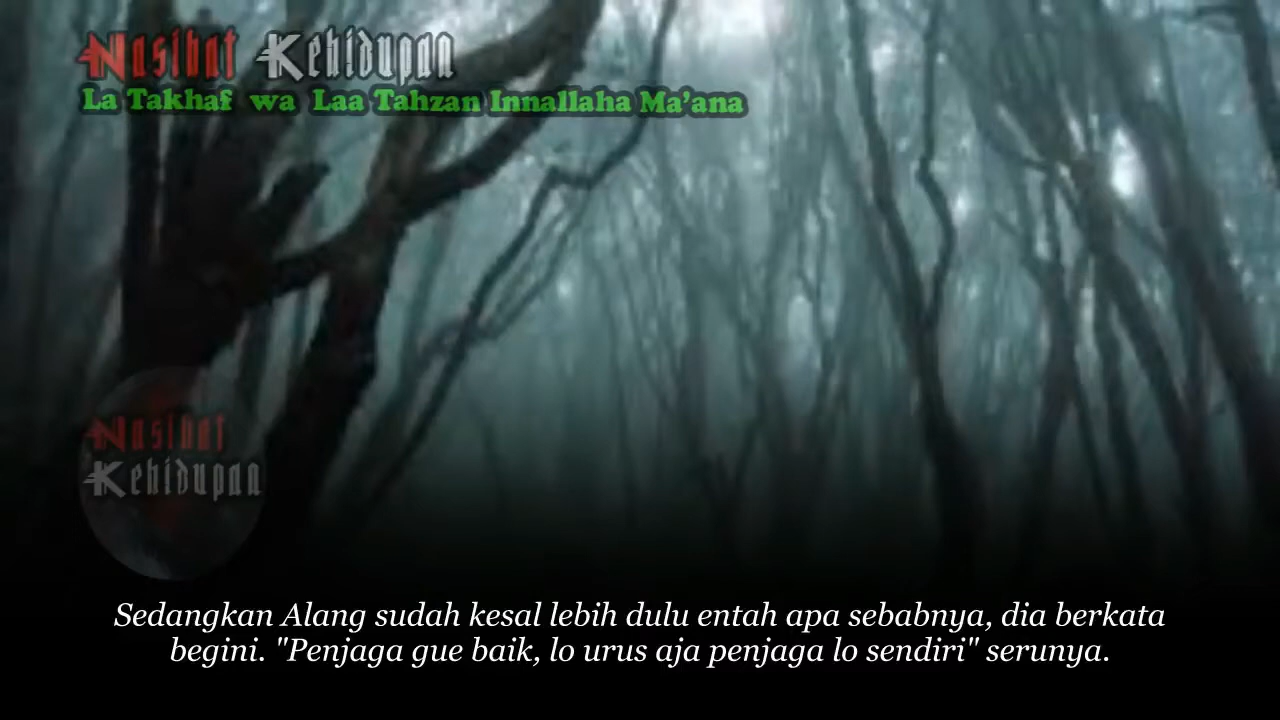 Nasihat Kehidupan
La Takhaf wa Laa Tahzan Innallaha Ma'ana
Nasihat
Kehidupan
Sedangkan Alang sudah kesal lebih dulu entah apa sebabnya, dia berkata
begini. "Penjaga gue baik, lo urus aja penjaga lo sendiri" serunya.